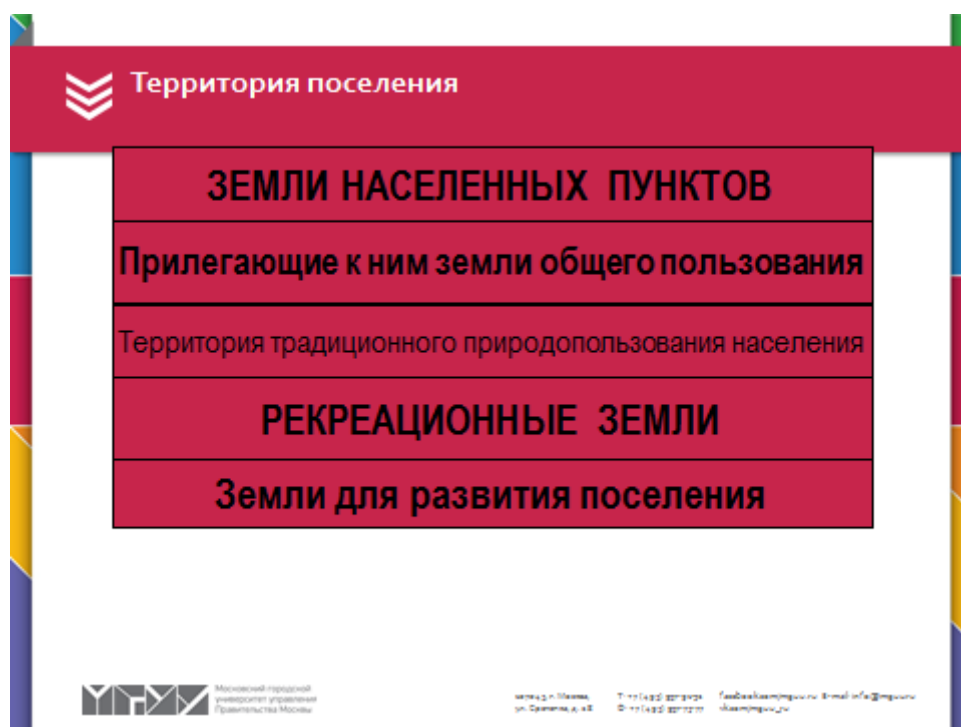 Территория поселения
ЗЕМЛИ НАСЕЛЕННЫХ ПУНКТОВ
Прилегающие к ним земли общего пользования
Территория традиционного природопользования населения
РЕКРЕАЦИОННЫЕ ЗЕМЛИ
Земли для развития поселения
Московский городской
университет управления
Правительства Москвы